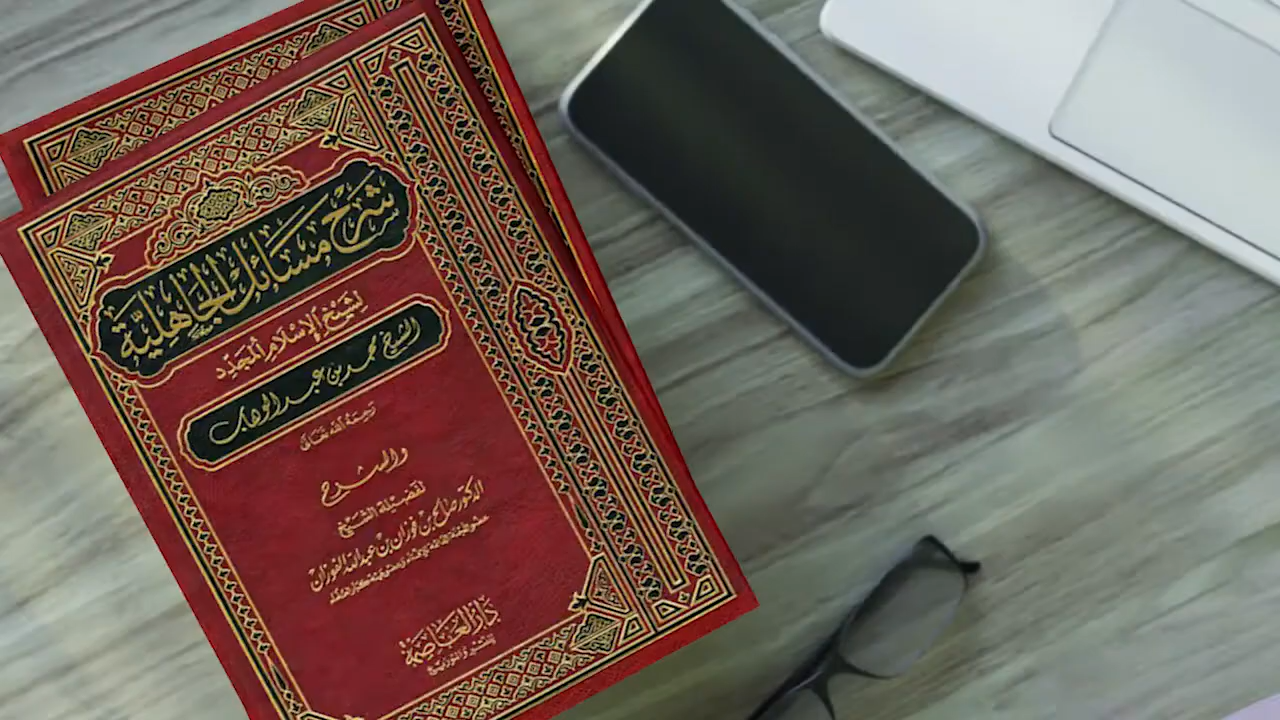 شرح مسائل الجاهلية
لشيخ الإسلام المجدد
الشيخ محمد بن عبد الوهاب
رحمه الله تعالى
والشرح
لفضيلة الشيخ
الدكتور صالح بن فوزان بن عبد الله الفوزان
دار العاصمة
للنشر والتوزيع